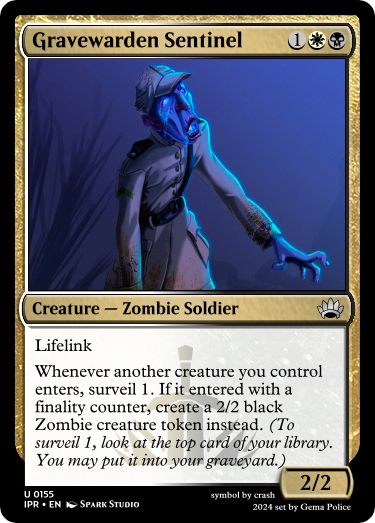 Gravewarden Sentinel 1
Creature — Zombie Soldier
Lifelink
Whenever another creature you control
enters, surveil 1. If it entered with a
finality counter, create a 2/2 black
Zombie creature token instead. (To
surveil 1, look at the top card of your library.
You may put it into your graveyard.)
2/2
U 0155
IPR • EN Spark Studio
symbol by crash
2024 set by Gema Police